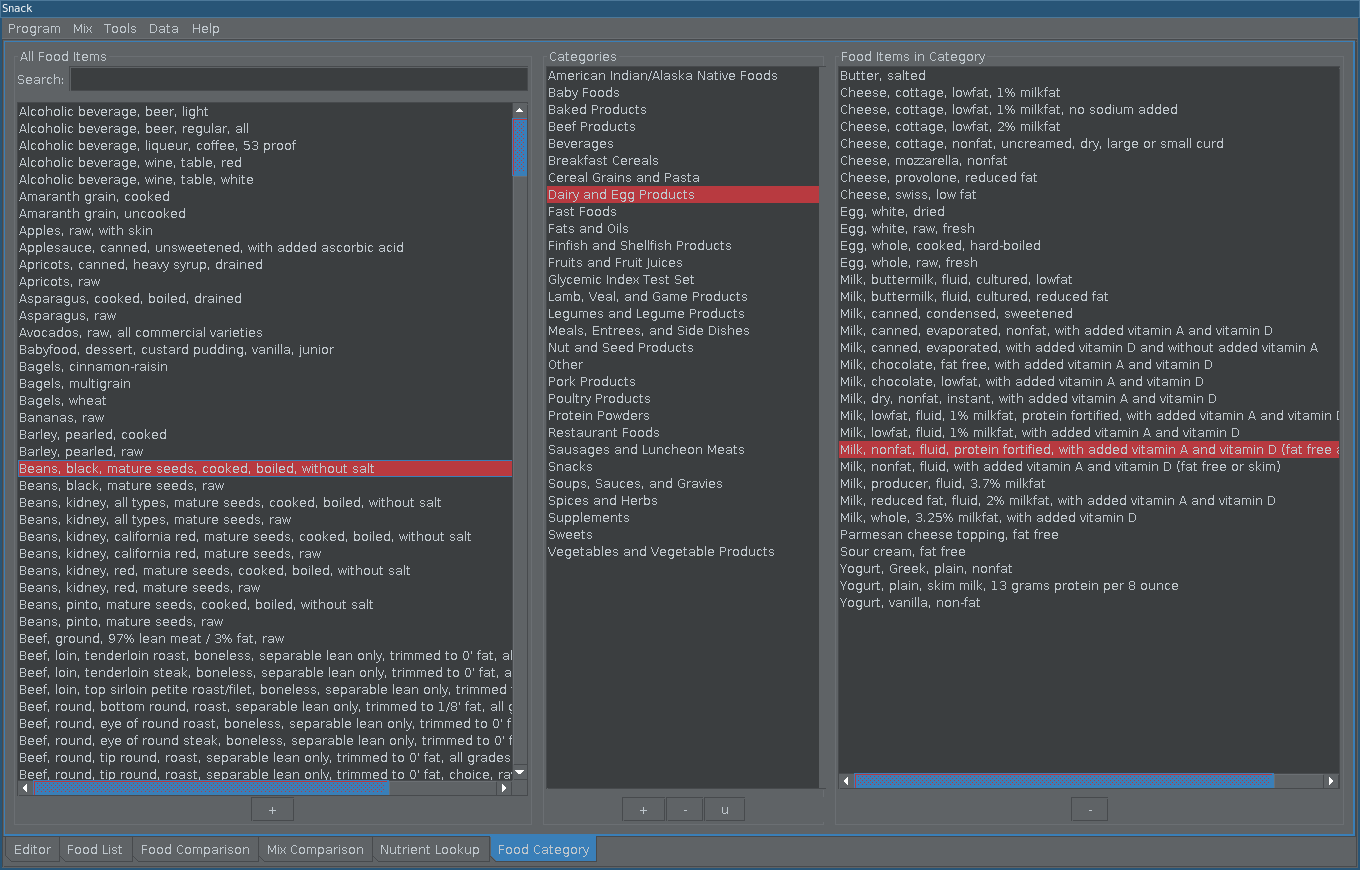 Snack
Program Mix Tools Data Help
All Food Items
Search:
Alcoholic beverage, beer, light
Alcoholic beverage, beer, regular, all
Alcoholic beverage, liqueur, coffee, 53 proof
Alcoholic beverage, wine, table, red
Alcoholic beverage, wine, table, white
Amaranth grain, cooked
Amaranth grain, uncooked
Apples, raw, with skin
Applesauce, canned, unsweetened, with added ascorbic acid
Apricots, canned, heavy syrup, drained
Apricots, raw
Asparagus, cooked, boiled, drained
Asparagus, raw
Avocados, raw, all commercial varieties
Babyfood, dessert, custard pudding, vanilla, junior
Bagels, cinnamon-raisin
Bagels, multigrain
Bagels, wheat
Bananas, raw
Barley, pearled, cooked
Barley, pearled, raw
Beans, black, mature seeds, cooked, boiled, without salt
Beans, black, mature seeds, raw
Beans, kidney, all types, mature seeds, cooked, boiled, without salt
Beans, kidney, all types, mature seeds, raw
Beans, kidney, california red, mature seeds, cooked, boiled, without salt
Beans, kidney, california red, mature seeds, raw
Beans, kidney, red, mature seeds, cooked, boiled, without salt
Beans, kidney, red, mature seeds, raw
Beans, pinto, mature seeds, cooked, boiled, without salt
Beans, pinto, mature seeds, raw
Beef, ground, 97% lean meat / 3% fat, raw
Beef, loin, tenderloin roast, boneless, separable lean only, trimmed to 0' fat, al
Beef, loin, tenderloin steak, boneless, separable lean only, trimmed to 0' fat, a
Beef, loin, top sirloin petite roast/filet, boneless, separable lean only, trimmed
Beef, round, bottom round, roast, separable lean only, trimmed to 1/8' fat, all
Beef, round, eye of round roast, boneless, separable lean only, trimmed to 0' f
Beef, round, eye of round steak, boneless, separable lean only, trimmed to 0' f
Beef, round, tip round, roast, separable lean only, trimmed to 0' fat, all grades
Beef, round, tip round, roast, separable lean only, trimmed to 0' fat, choice, ra
+
Categories
American Indian/Alaska Native Foods
Baby Foods
Baked Products
Beef Products
Beverages
Breakfast Cereals
Cereal Grains and Pasta
Dairy and Egg Products
Fast Foods
Fats and Oils
Finfish and Shellfish Products
Fruits and Fruit Juices
Glycemic Index Test Set
Lamb, Veal, and Game Products
Legumes and Legume Products
Meals, Entrees, and Side Dishes
Nut and Seed Products
Other
Pork Products
Poultry Products
Protein Powders
Restaurant Foods
Sausages and Luncheon Meats
Snacks
Soups, Sauces, and Gravies
Spices and Herbs
Supplements
Sweets
Vegetables and Vegetable Products
+ - u
Food Items in Category
Butter, salted
Cheese, cottage, lowfat, 1% milkfat
Cheese, cottage, lowfat, 1% milkfat, no sodium added
Cheese, cottage, lowfat, 2% milkfat
Cheese, cottage, nonfat, uncreamed, dry, large or small curd
Cheese, mozzarella, nonfat
Cheese, provolone, reduced fat
Cheese, swiss, low fat
Egg, white, dried
Egg, white, raw, fresh
Egg, whole, cooked, hard-boiled
Egg, whole, raw, fresh
Milk, buttermilk, fluid, cultured, lowfat
Milk, buttermilk, fluid, cultured, reduced fat
Milk, canned, condensed, sweetened
Milk, canned, evaporated, nonfat, with added vitamin A and vitamin D
Milk, canned, evaporated, with added vitamin D and without added vitamin A
Milk, chocolate, fat free, with added vitamin A and vitamin D
Milk, chocolate, lowfat, with added vitamin A and vitamin D
Milk, dry, nonfat, instant, with added vitamin A and vitamin D
Milk, lowfat, fluid, 1% milkfat, protein fortified, with added vitamin A and vitamin
Milk, lowfat, fluid, 1% milkfat, with added vitamin A and vitamin D
Milk, nonfat, fluid, protein fortified, with added vitamin A and vitamin D (fat free
Milk, nonfat, fluid, with added vitamin A and vitamin D (fat free or skim)
Milk, producer, fluid, 3.7% milkfat
Milk, reduced fat, fluid, 2% milkfat, with added vitamin A and vitamin D
Milk, whole, 3.25% milkfat, with added vitamin D
Parmesan cheese topping, fat free
Sour cream, fat free
Yogurt, Greek, plain, nonfat
Yogurt, plain, skim milk, 13 grams protein per 8 ounce
Yogurt, vanilla, non-fat
-
Editor Food List Food Comparison Mix Comparison Nutrient Lookup Food Category